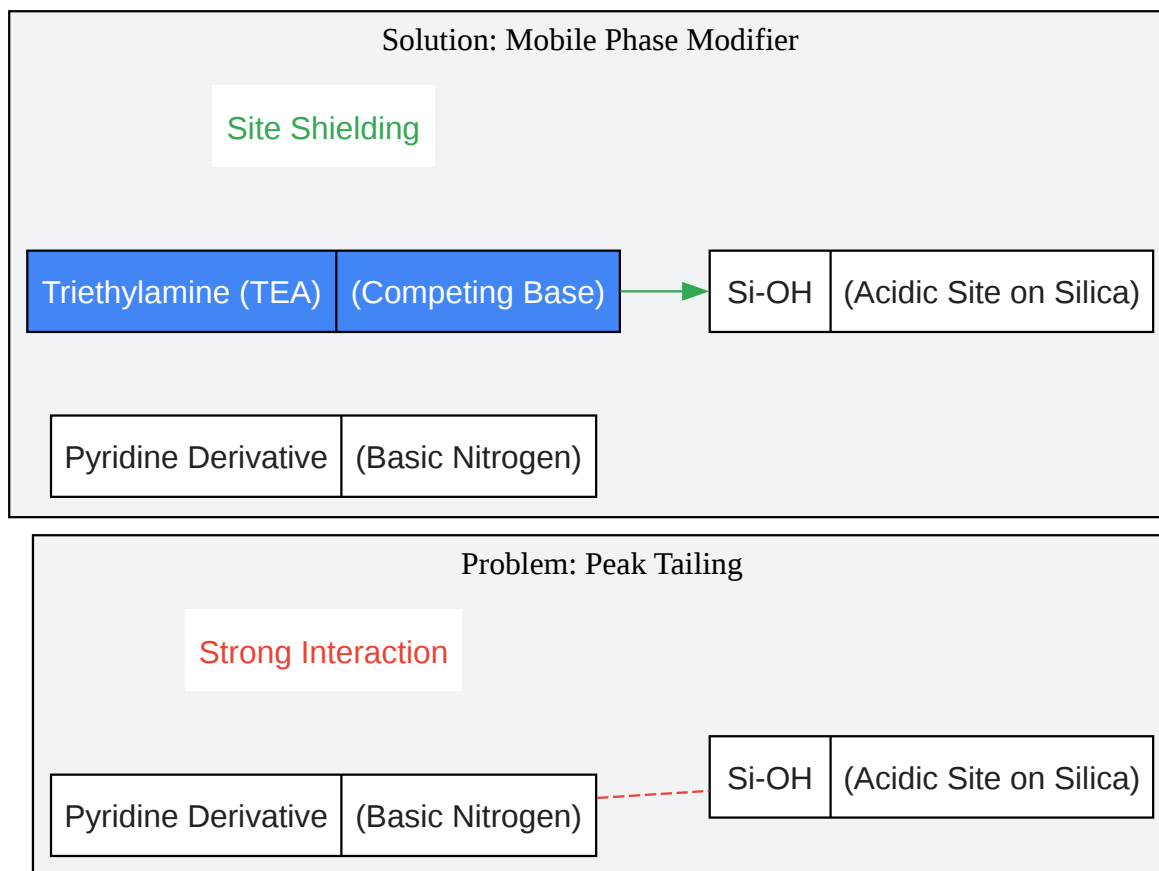 Solution: Mobile Phase Modifier
Site Shielding
Triethylamine (TEA) (Competing Base) Si-OH (Acidic Site on Silica)
Pyridine Derivative (Basic Nitrogen)
Problem: Peak Tailing
Strong Interaction
Si-OH (Acidic Site on Silica)
Pyridine Derivative (Basic Nitrogen)